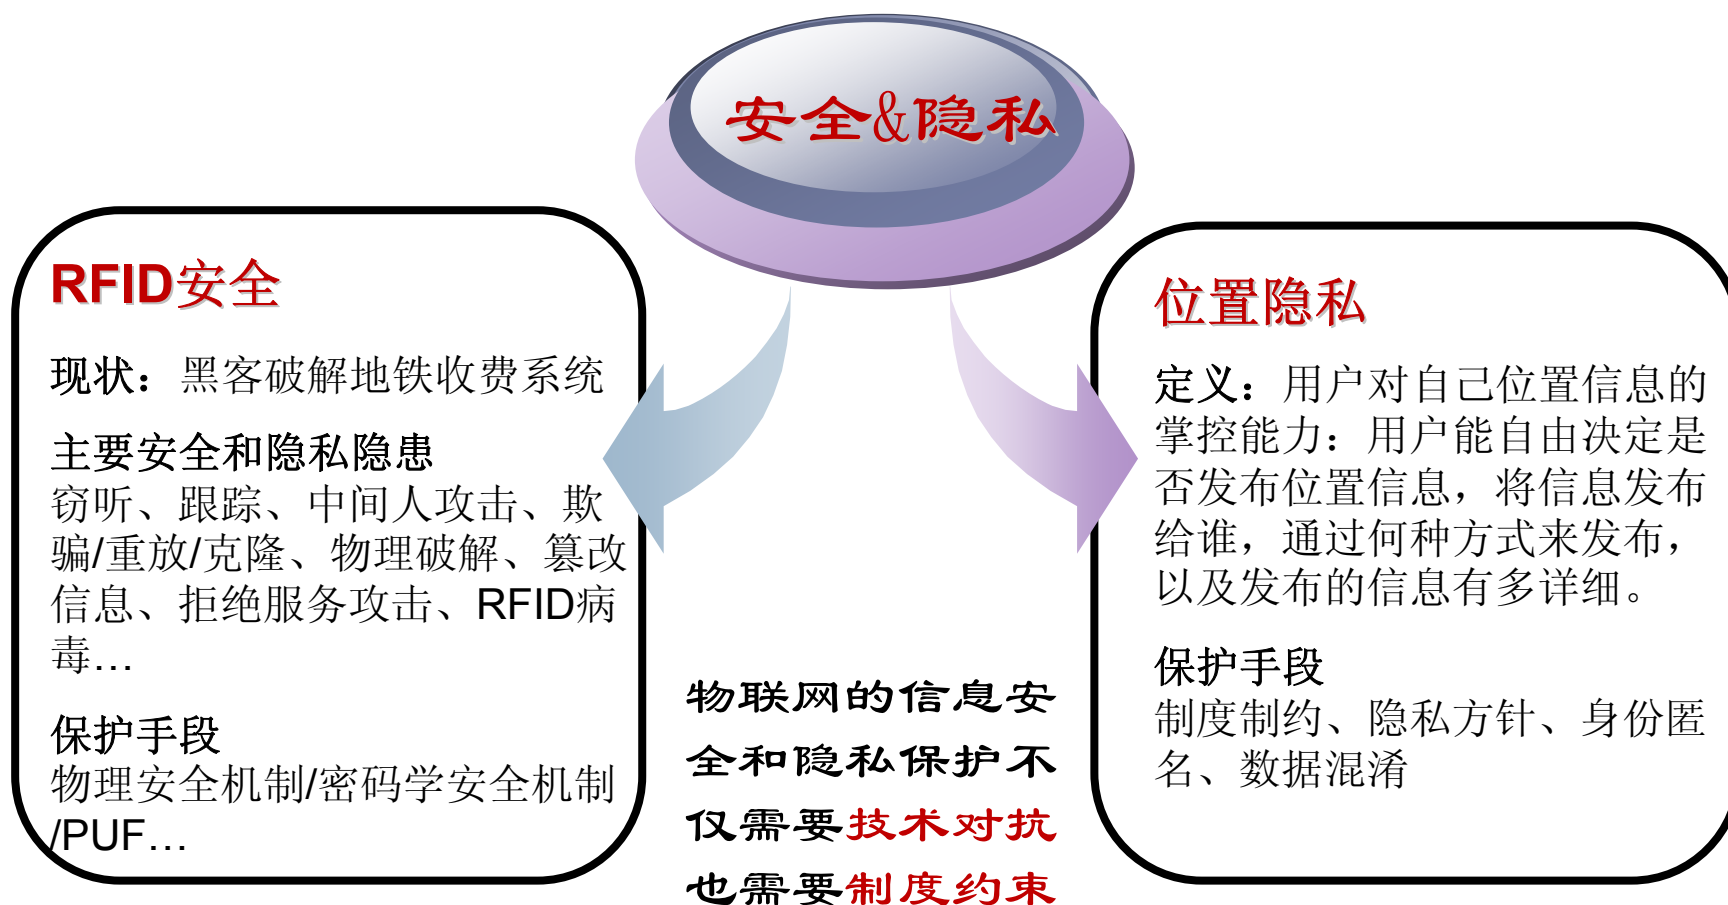 安全&隐私
RFID安全
现状：黑客破解地铁收费系统
主要安全和隐私隐患
窃听、跟踪、中间人攻击、欺
骗/重放/克隆、物理破解、篡改
信息、拒绝服务攻击、RFID病
毒…
保护手段
物理安全机制/密码学安全机制
/PUF…
物联网的信息安
全和隐私保护不
仅需要技术对抗
也需要制度约束
位置隐私
定义：用户对自己位置信息的
掌控能力：用户能自由决定是
否发布位置信息，将信息发布
给谁，通过何种方式来发布，
以及发布的信息有多详细。
保护手段
制度制约、隐私方针、身份匿
名、数据混淆